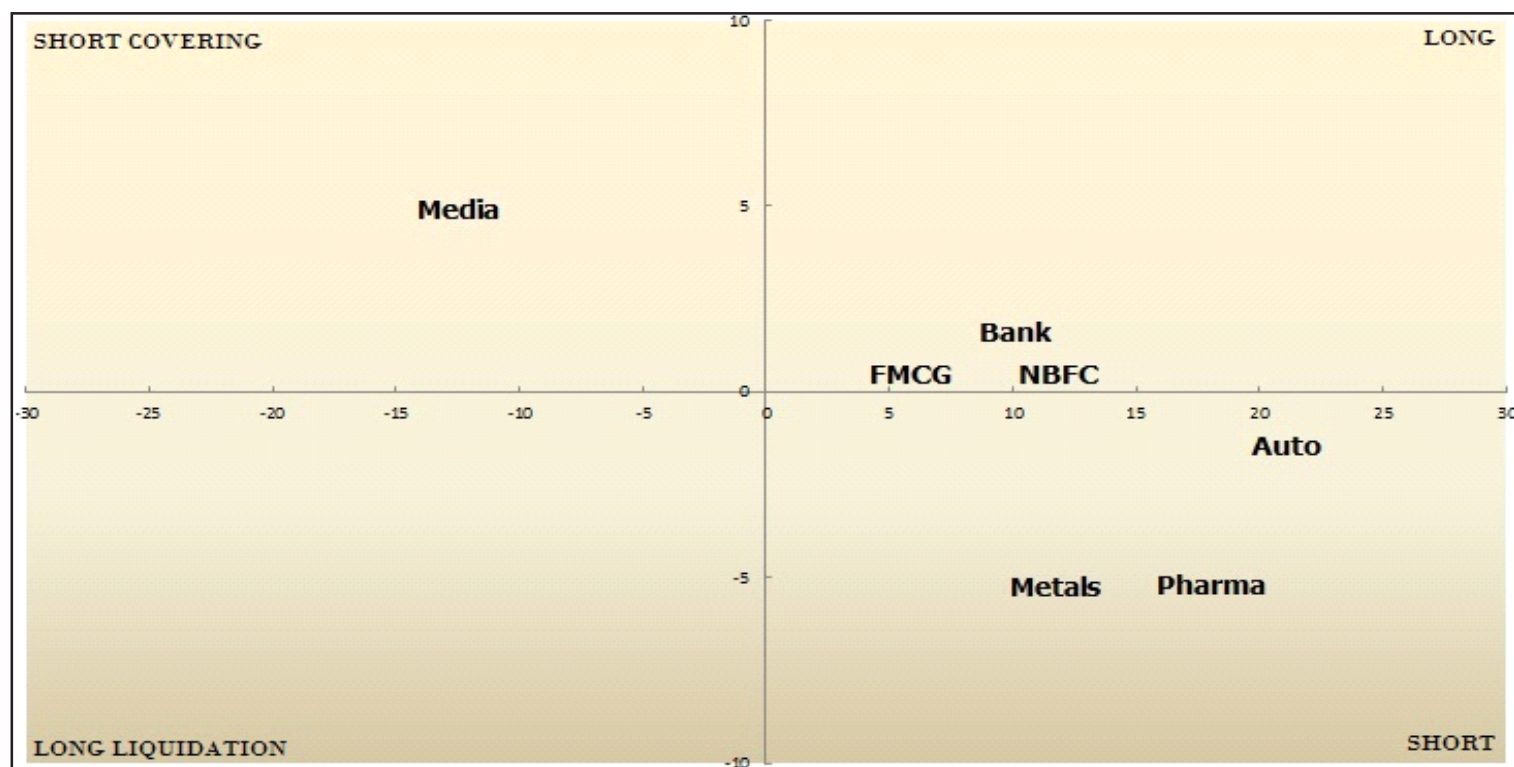 SHORT COVERING
LONG
10
Media
5
Bank
FMCG NBFC
0
-30 -25 -20 -15 -10 -5 0 5 10 15 20 25 30
Auto
-5
Metals Pharma
LONG LIQUIDATION
SHORT
-10